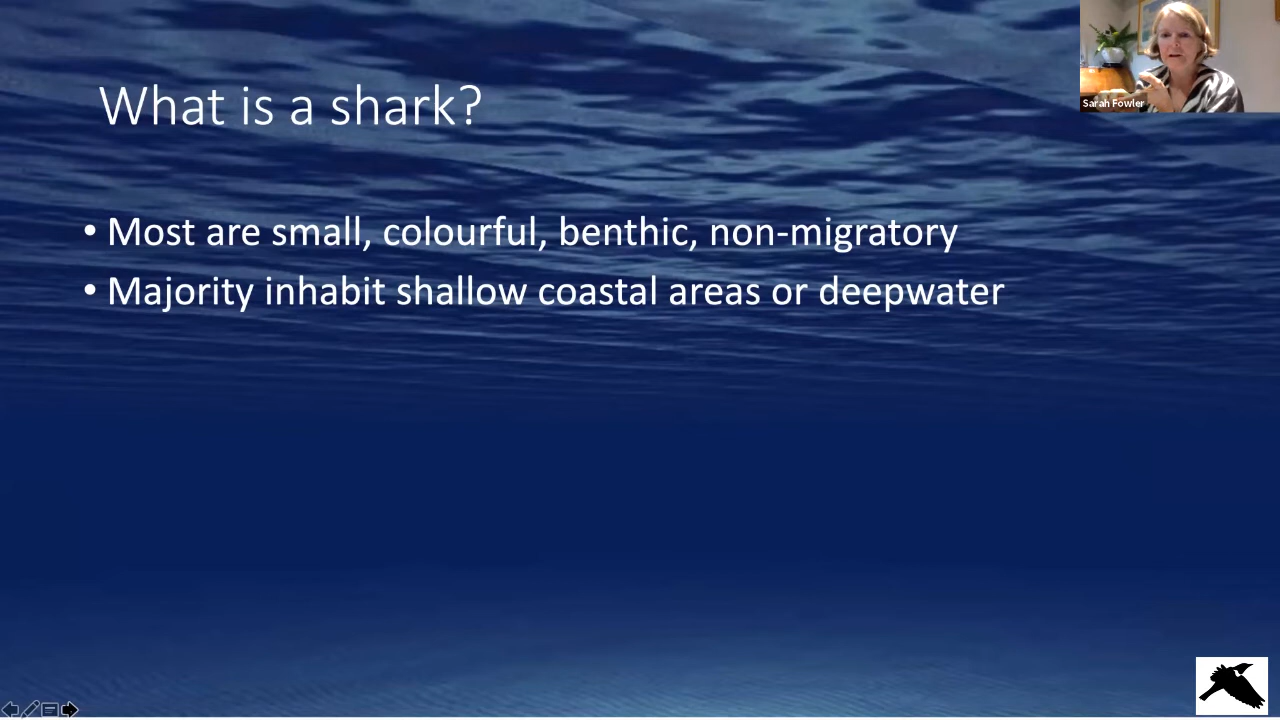 Sarah Fowler
What is a shark?
• Most are small, colourful, benthic, non-migratory
• Majority inhabit shallow coastal areas or deepwater